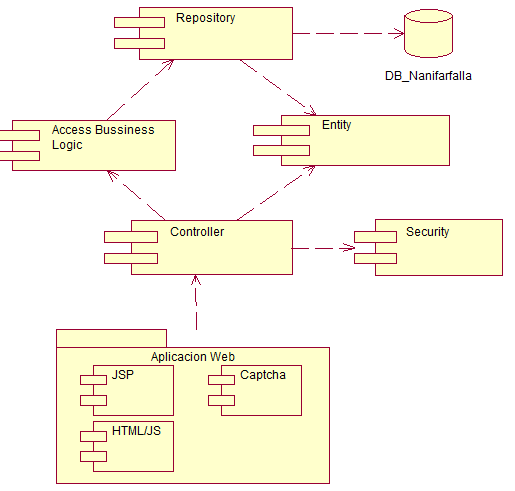 Repository
DB_Nanifarfalla
Access Bussiness
Logic
Entity
Controller
Security
Aplicacion Web
JSP
Captcha
HTML/JS